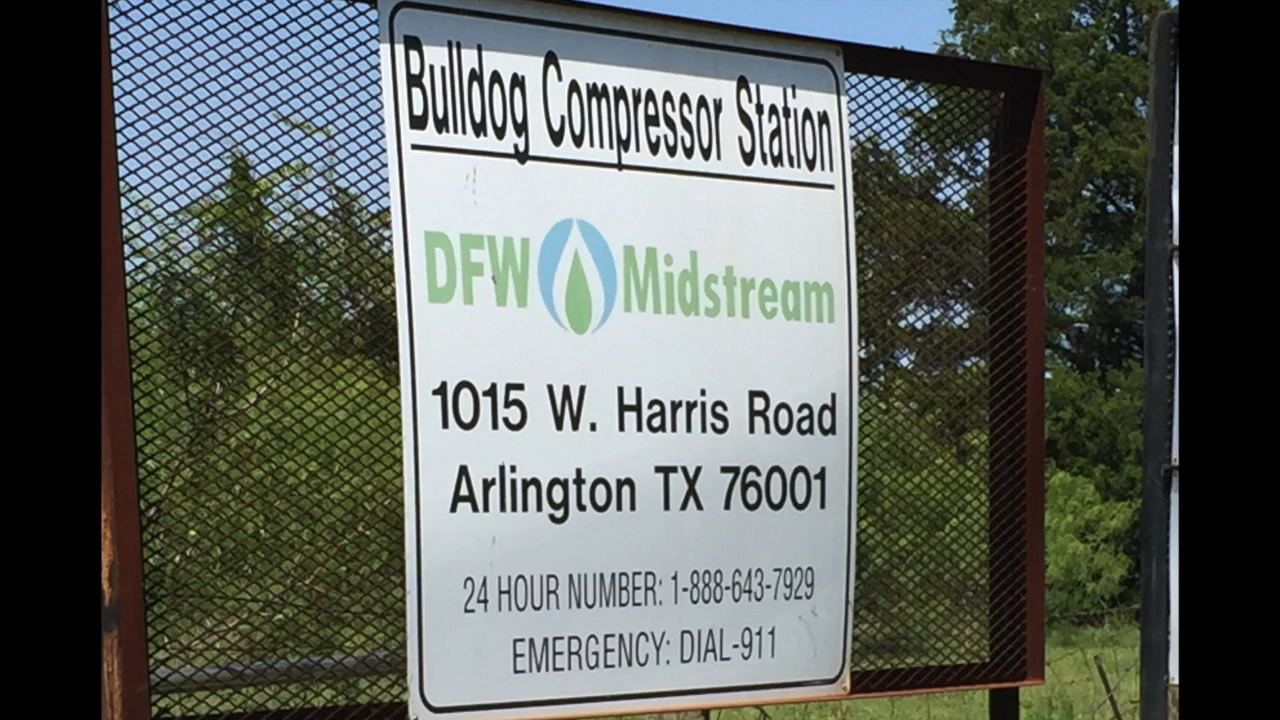 Bulldog Compressor Station
DFW Midstream
1015 W. Harris Road
Arlington TX 76001
24 HOUR NUMBER: 1-888-643-7929
EMERGENCY: DIAL-911